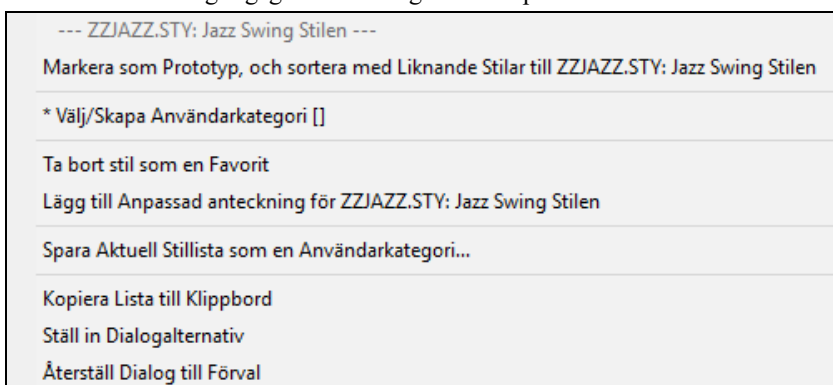 --- ZZJAZZ.STY: Jazz Swing Stilen ---
Markera som Prototyp, och sortera med Liknande Stilar till ZZJAZZ.STY: Jazz Swing Stilen
* Välj/Skapa Användarkategori []
Ta bort stil som en Favorit
Lägg till Anpassad anteckning för ZZJAZZ.STY: Jazz Swing Stilen
Spara Aktuell Stillista som en Användarkategori...
Kopiera Lista till Klippbord
Ställ in Dialogalternativ
Återställ Dialog till Förval